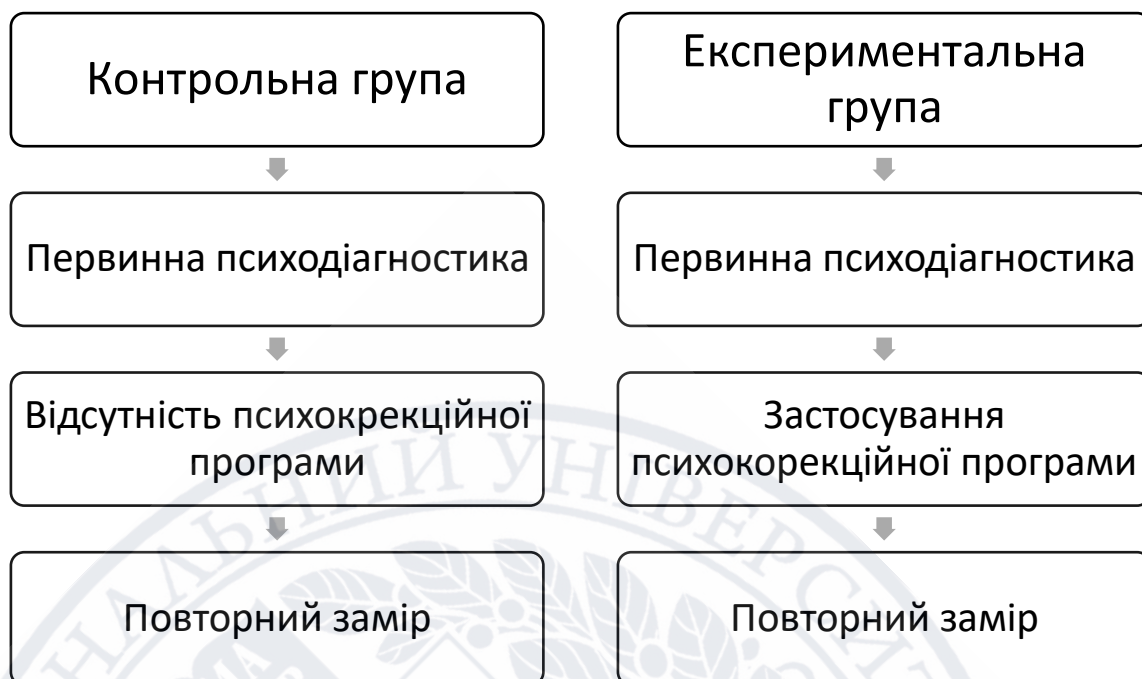 Контрольна група
Первинна психодіагностика
Відсутність психокрекційної
програми
Повторний замір
Експериментальна
група
Первинна психодіагностика
Застосування
психокорекційної програми
Повторний замір